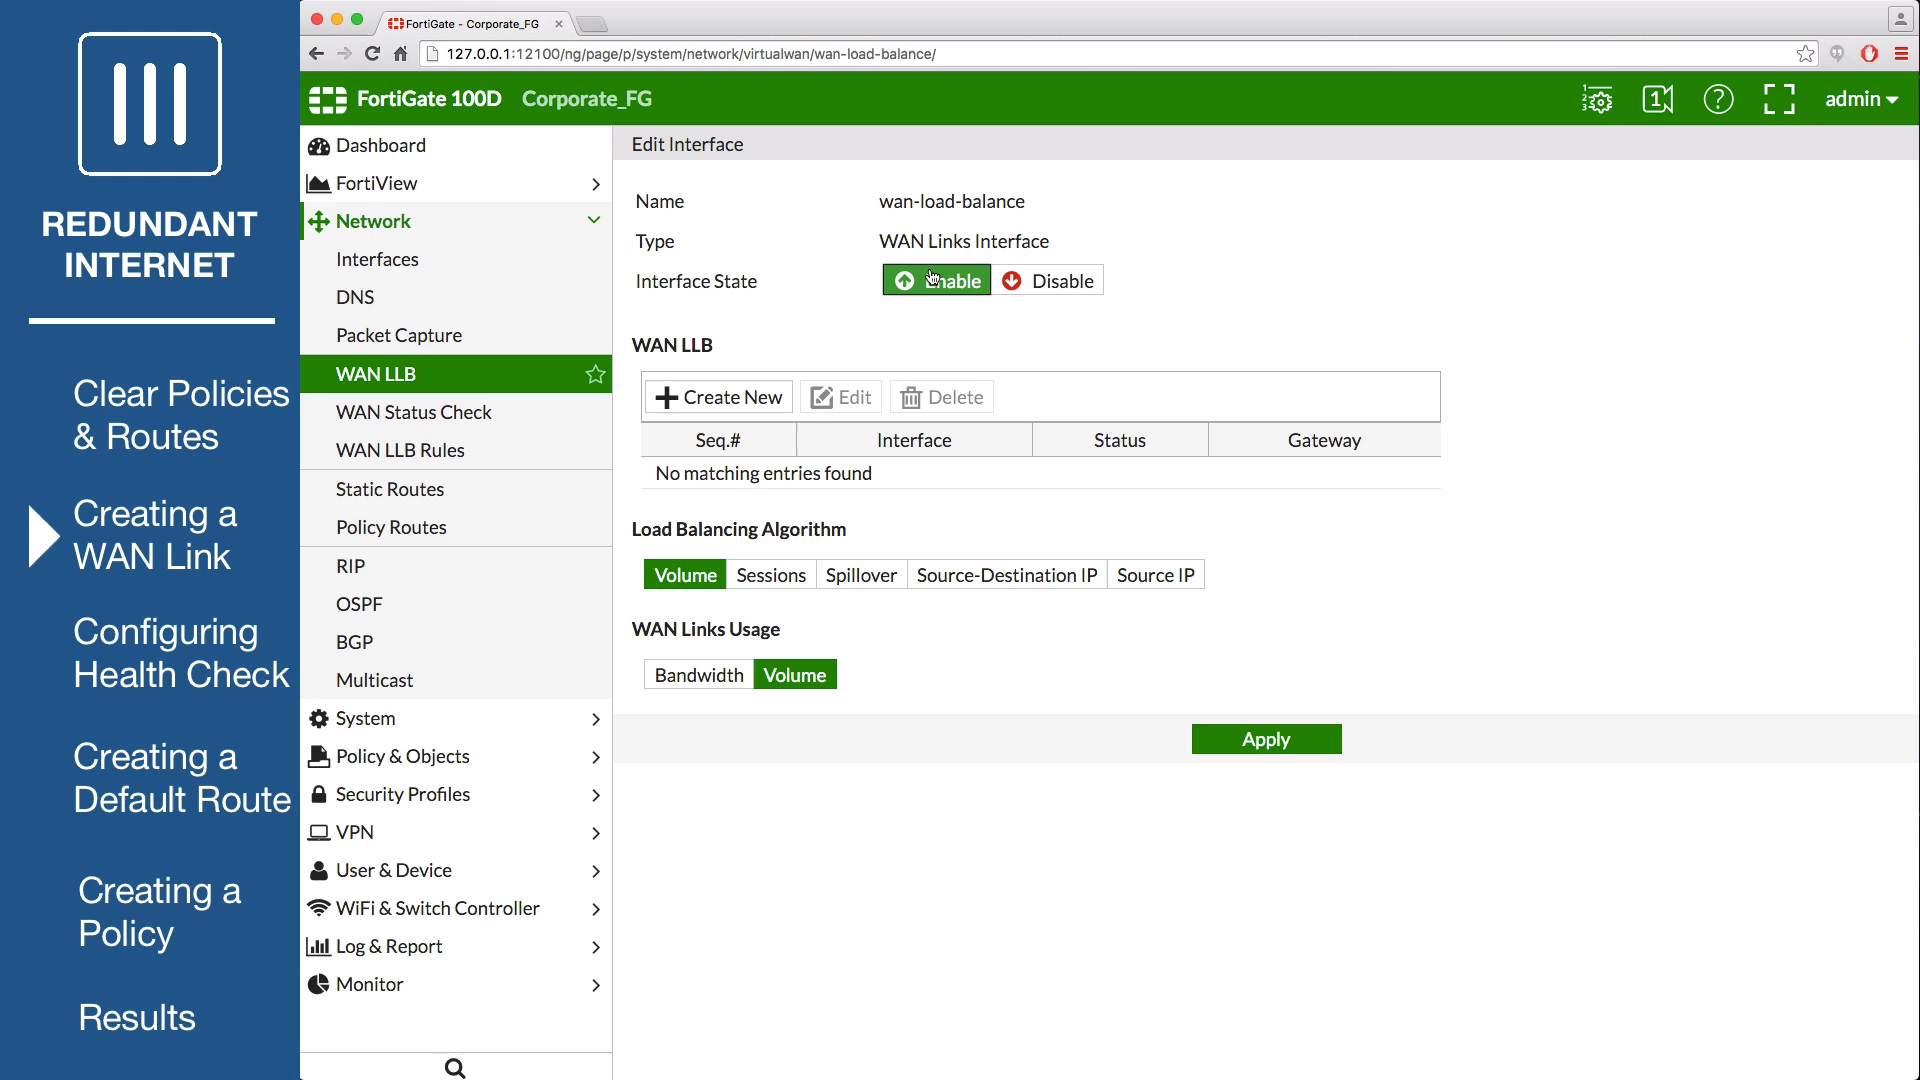 REDUNDANT
INTERNET
Clear Policies
& Routes
Creating a
WAN Link
Configuring
Health Check
Creating a
Default Route
Creating a
Policy
Results
FortiGate - Corporate_FG
127.0.0.1:12100/ng/page/p/system/network/virtualwan/wan-load-balance/
FortiGate 100D Corporate_FG
1
2
3
1
?
admin
Dashboard
FortiView
Network
Interfaces
DNS
Packet Capture
WAN LLB
WAN Status Check
WAN LLB Rules
Static Routes
Policy Routes
RIP
OSPF
BGP
Multicast
System
Policy & Objects
Security Profiles
VPN
User & Device
WiFi & Switch Controller
Log & Report
Monitor
Edit Interface
Name wan-load-balance
Type WAN Links Interface
Interface State Enable Disable
WAN LLB
Create New Edit Delete
Seq.# Interface Status Gateway
No matching entries found
Load Balancing Algorithm
Volume Sessions Spillover Source-Destination IP Source IP
WAN Links Usage
Bandwidth Volume
Apply